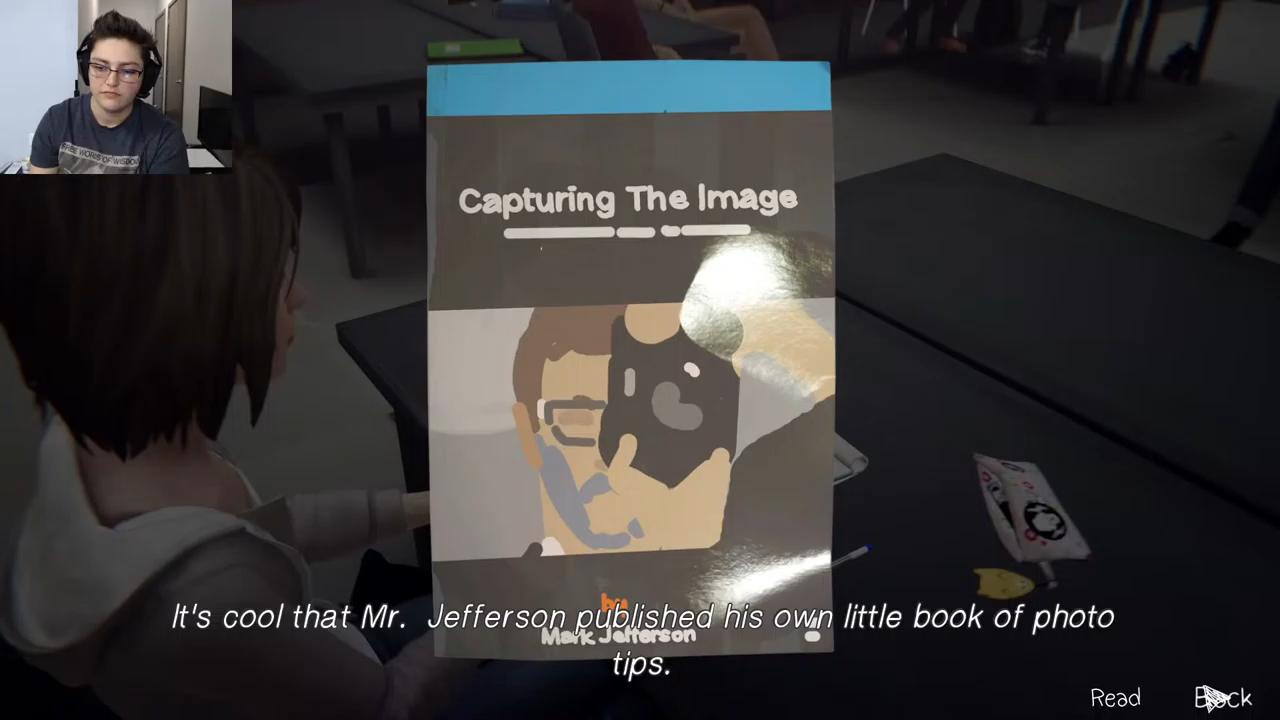 Capturing The Image
by
Mark Jefferson
It's cool that Mr. Jefferson published his own little book of photo
tips.
Read
Back